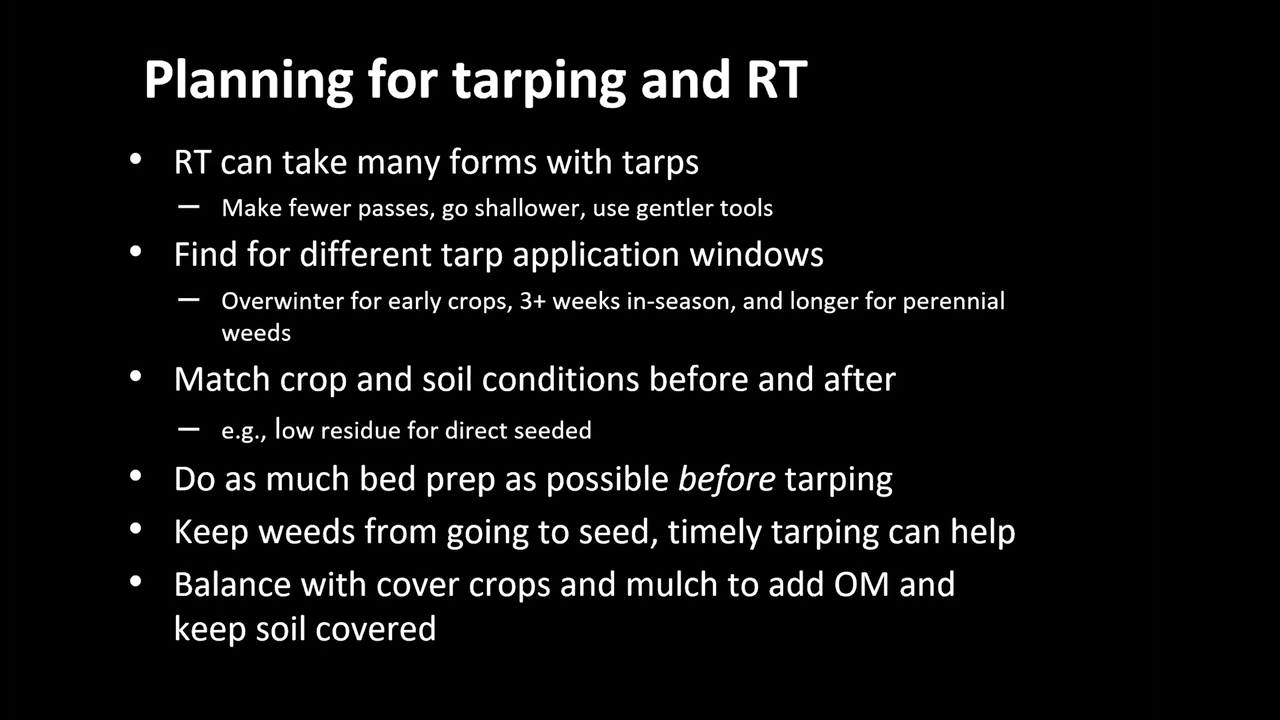 Planning for tarping and RT
• RT can take many forms with tarps
— Make fewer passes, go shallower, use gentler tools
• Find for different tarp application windows
— Overwinter for early crops, 3+ weeks in-season, and longer for perennial
weeds
• Match crop and soil conditions before and after
— e.g., low residue for direct seeded
• Do as much bed prep as possible before tarping
• Keep weeds from going to seed, timely tarping can help
• Balance with cover crops and mulch to add OM and
keep soil covered